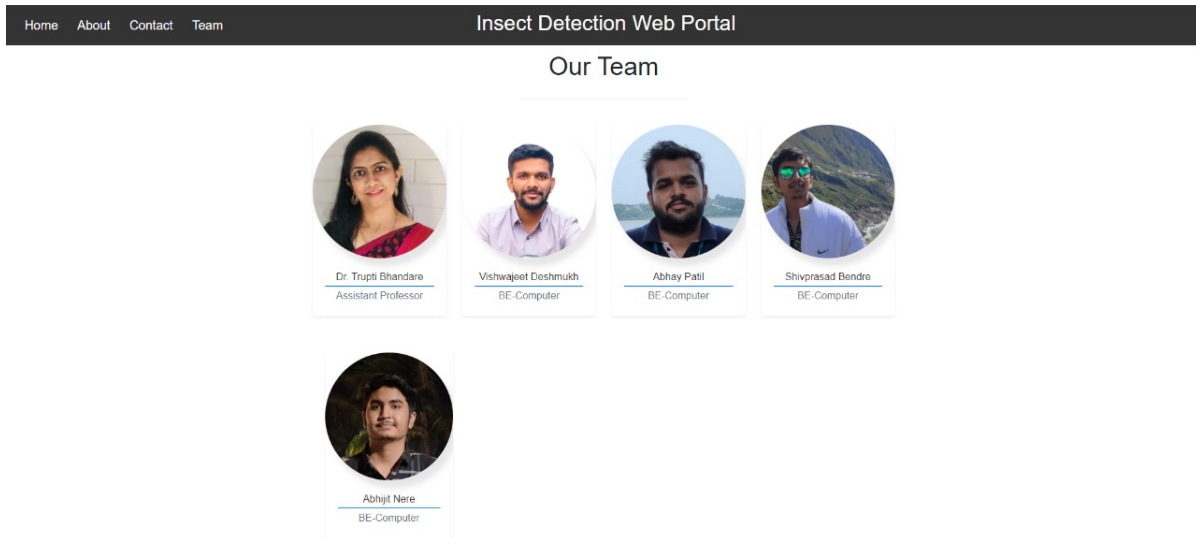 Home About Contact Team Insect Detection Web Portal
Our Team
Dr. Trupti Bhandare Vishwajeet Deshmukh Abhay Patil Shivprasad Bendre
Assistant Professor BE-Computer BE-Computer BE-Computer
Abhijit Nere
BE-Computer